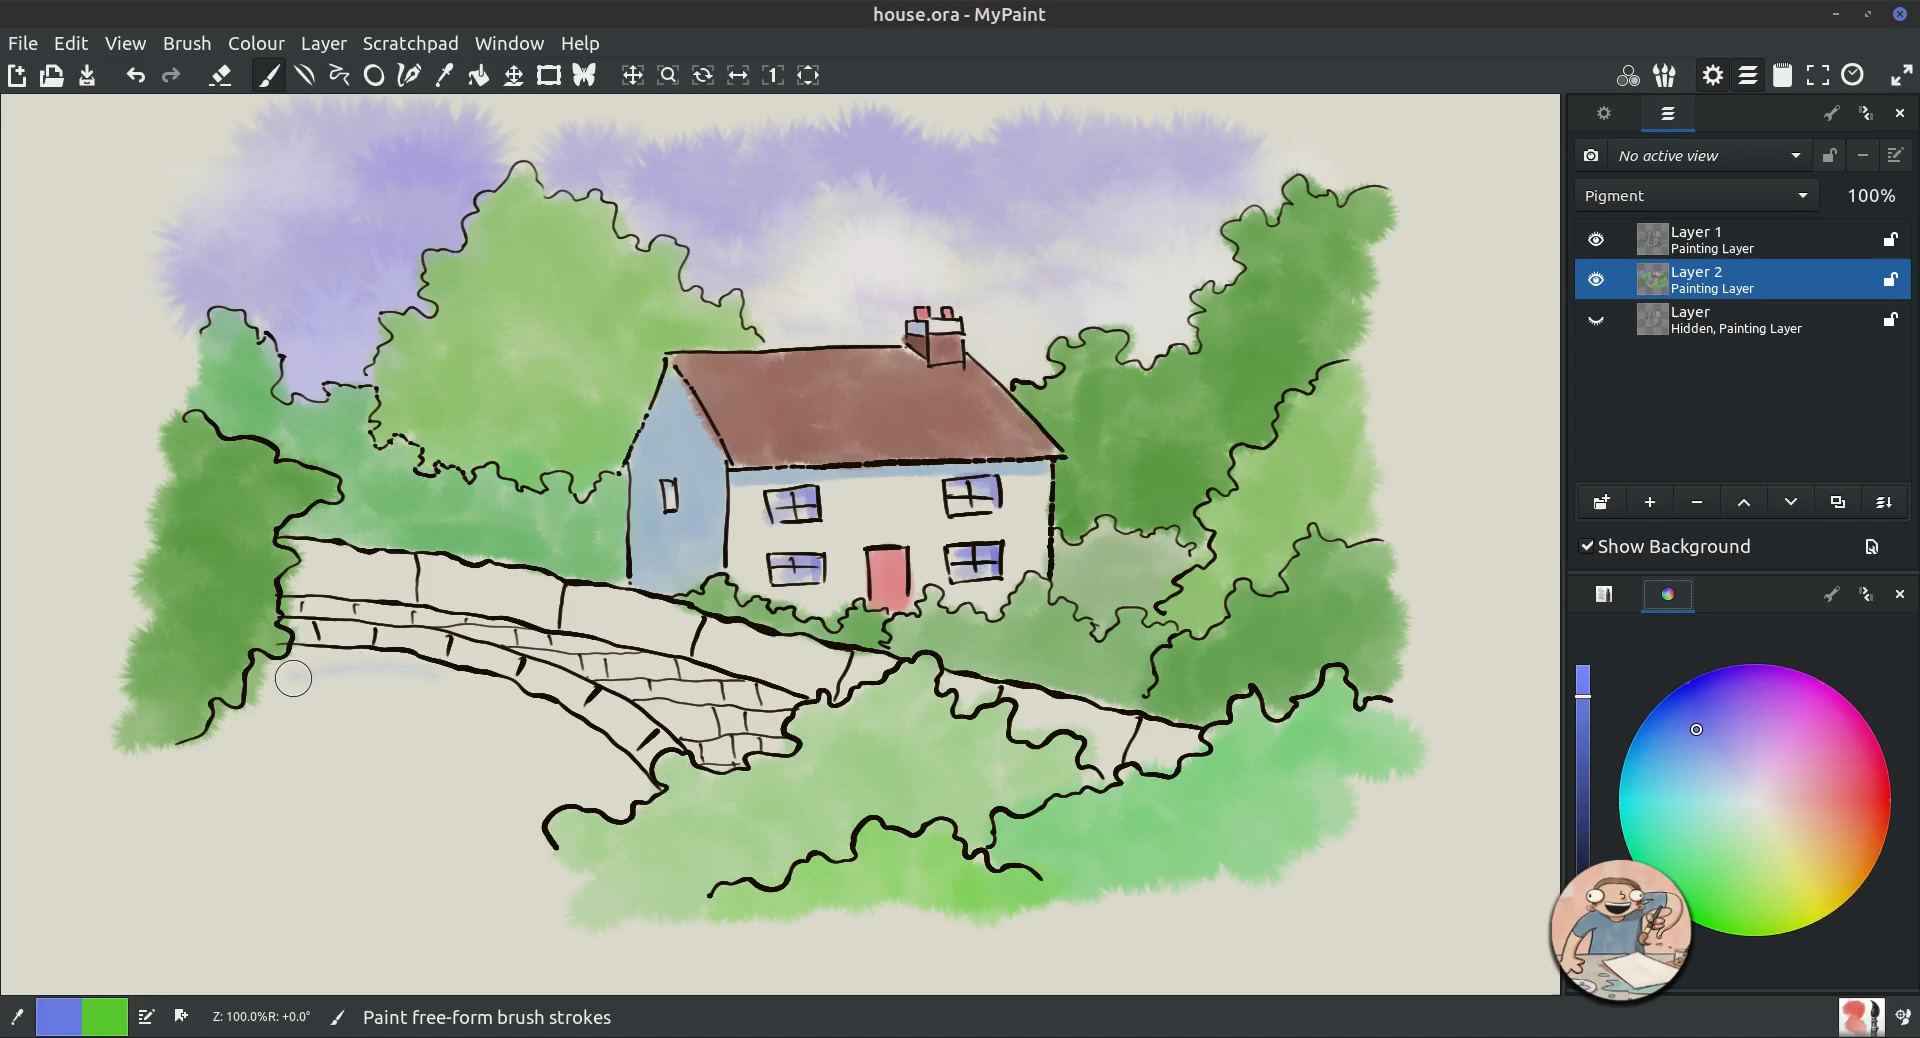 house.ora - MyPaint
File Edit View Brush Colour Layer Scratchpad Window Help
1
No active view
Pigment 100%
Layer 1
Painting Layer
Layer 2
Painting Layer
Layer
Hidden, Painting Layer
Show Background
Z: 100.0%R: +0.0° Paint free-form brush strokes